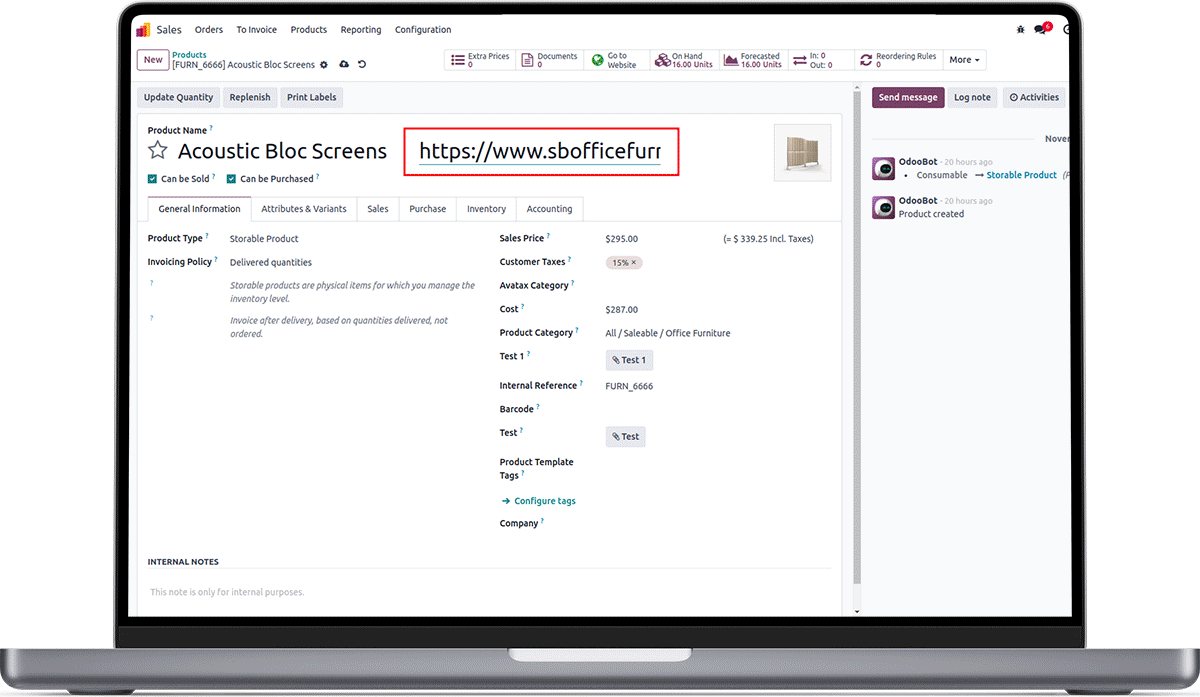 Sales Orders To Invoice Products Reporting Configuration 6
New
Products
[FURN_6666] Acoustic Bloc Screens
Extra Prices
0
Documents
0
Go to
Website
On Hand
16.00 Units
Forecasted
16.00 Units
In: 0
Out: 0
Reordering Rules
0
More
Update Quantity Replenish Print Labels
Send message Log note Activities
Product Name ?
Acoustic Bloc Screens https://www.sbofficefurr
Can be Sold ? Can be Purchased ?
General Information Attributes & Variants Sales Purchase Inventory Accounting
Product Type ? Storable Product
Invoicing Policy ? Delivered quantities
? Storable products are physical items for which you manage the
inventory level.
? Invoice after delivery, based on quantities delivered, not
ordered.
Sales Price ? $295.00 (= $ 339.25 Incl. Taxes)
Customer Taxes ? 15% ×
Avatax Category ?
Cost ? $287.00
Product Category ? All / Saleable / Office Furniture
Test 1 ? Test 1
Internal Reference ? FURN_6666
Barcode ?
Test ? Test
Product Template
Tags ?
→ Configure tags
Company ?
INTERNAL NOTES
This note is only for internal purposes.
Nover
OdooBot - 20 hours ago
• Consumable → Storable Product (F
OdooBot - 20 hours ago
Product created